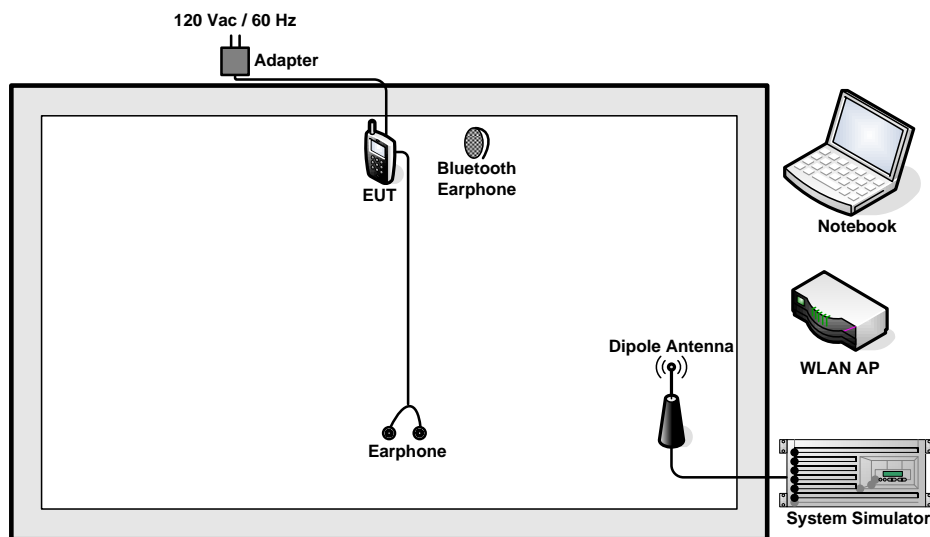 120 Vac / 60 Hz
Adapter
EUT
Bluetooth
Earphone
Notebook
WLAN AP
Dipole Antenna
Earphone
System Simulator